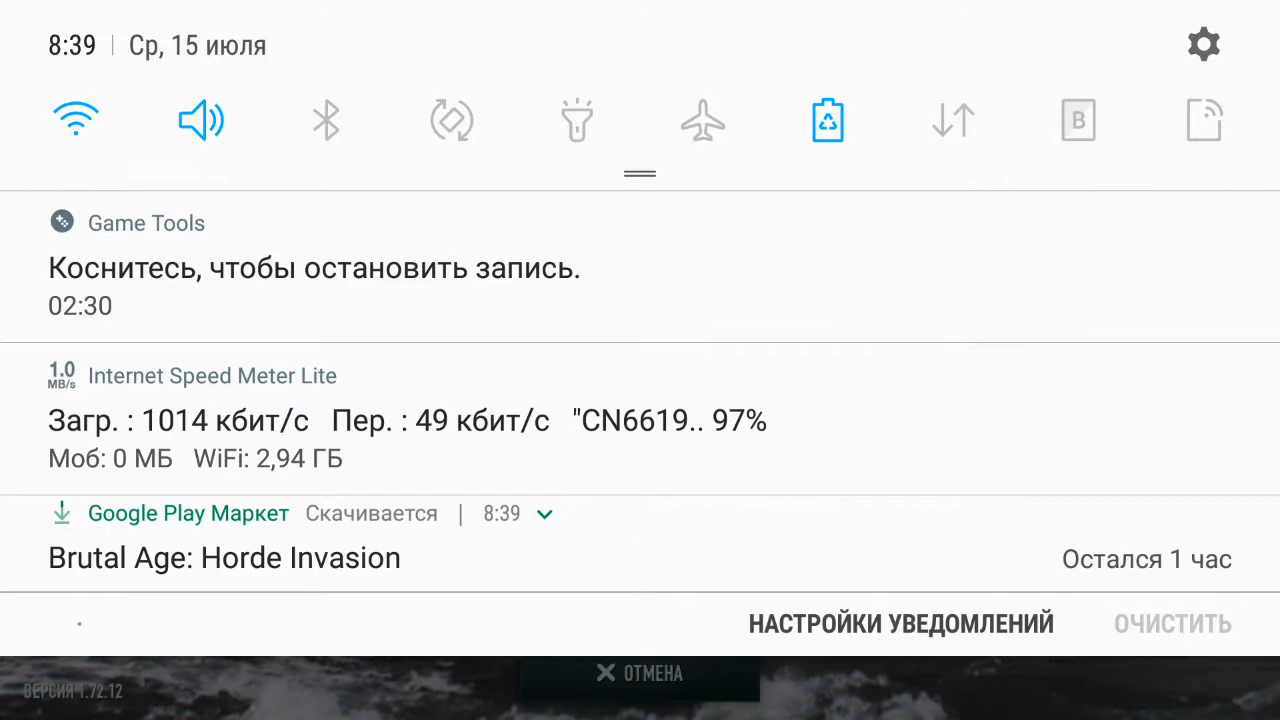 8:39 | Ср, 15 июля
B
Game Tools
Коснитесь, чтобы остановить запись.
02:30
1.0 MB/s Internet Speed Meter Lite
Загр. : 1014 кбит/с Пер. : 49 кбит/с "CN6619.. 97%
Моб: 0 МБ WiFi: 2,94 ГБ
Google Play Маркет Скачивается | 8:39
Brutal Age: Horde Invasion Остался 1 час
НАСТРОЙКИ УВЕДОМЛЕНИЙ ОЧИСТИТЬ
ОТМЕНА
ВЕРСИЯ 1.72.12